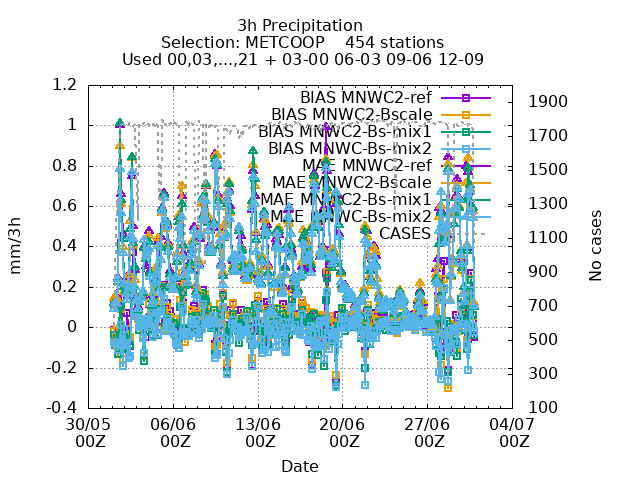 3h Precipitation
Selection: METCOOP    454 stations
Used 00,03,...,21 + 03-00 06-03 09-06 12-09
mm/3h
No cases
1.2
1
0.8
0.6
0.4
0.2
0
-0.2
-0.4
1900
1700
1500
1300
1100
900
700
500
300
100
BIAS MNWC2-ref
BIAS MNWC2-Bscale
BIAS MNWC2-Bs-mix1
BIAS MNWC-Bs-mix2
MAE MNWC2-ref
MAE MNWC2-Bscale
MAE MNWC2-Bs-mix1
MAE MNWC-Bs-mix2
CASES
30/05 06/06 13/06 20/06 27/06 04/07
00Z 00Z 00Z 00Z 00Z 00Z
Date